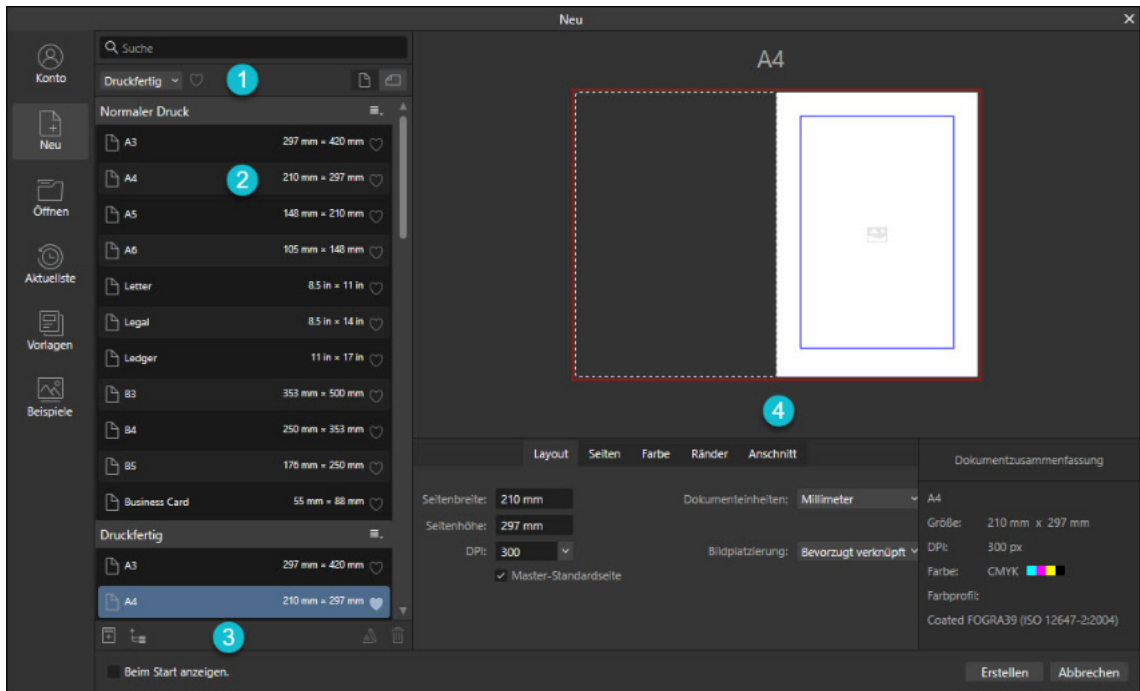 Neu
Konto
Neu
Öffnen
Aktuellste
Vorlagen
Beispiele
Suche
Druckfertig
1
Normaler Druck
A3 297 mm × 420 mm
A4 210 mm × 297 mm
2
A5 148 mm × 210 mm
A6 105 mm × 148 mm
Letter 8.5 in × 11 in
Legal 8.5 in × 14 in
Ledger 11 in × 17 in
B3 353 mm × 500 mm
B4 250 mm × 353 mm
B5 176 mm × 250 mm
Business Card 55 mm × 88 mm
Druckfertig
A3 297 mm × 420 mm
A4 210 mm × 297 mm
3
Beim Start anzeigen.
A4
4
Layout Seiten Farbe Ränder Anschnitt
Seitenbreite: 210 mm
Seitenhöhe: 297 mm
DPI: 300
Master-Standardseite
Dokumenteinheiten: Millimeter
Bildplatzierung: Bevorzugt verknüpft
Dokumentzusammenfassung
A4
Größe: 210 mm x 297 mm
DPI: 300 px
Farbe: CMYK
Farbprofil:
Coated FOGRA39 (ISO 12647-2:2004)
Erstellen Abbrechen